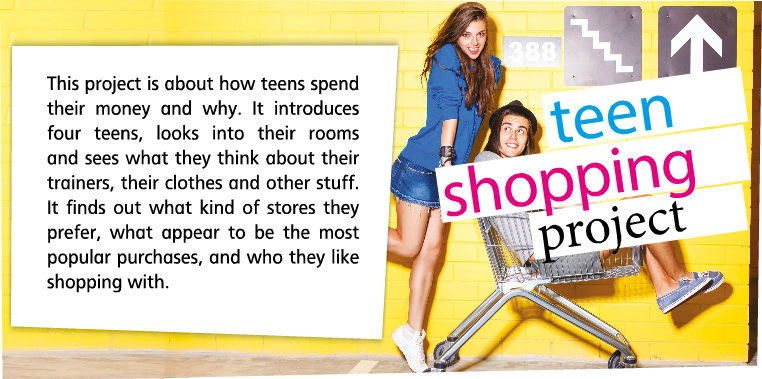 This project is about how teens spend
their money and why. It introduces
four teens, looks into their rooms
and sees what they think about their
trainers, their clothes and other stuff.
It finds out what kind of stores they
prefer, what appear to be the most
popular purchases, and who they like
shopping with.
388
teen
shopping
project